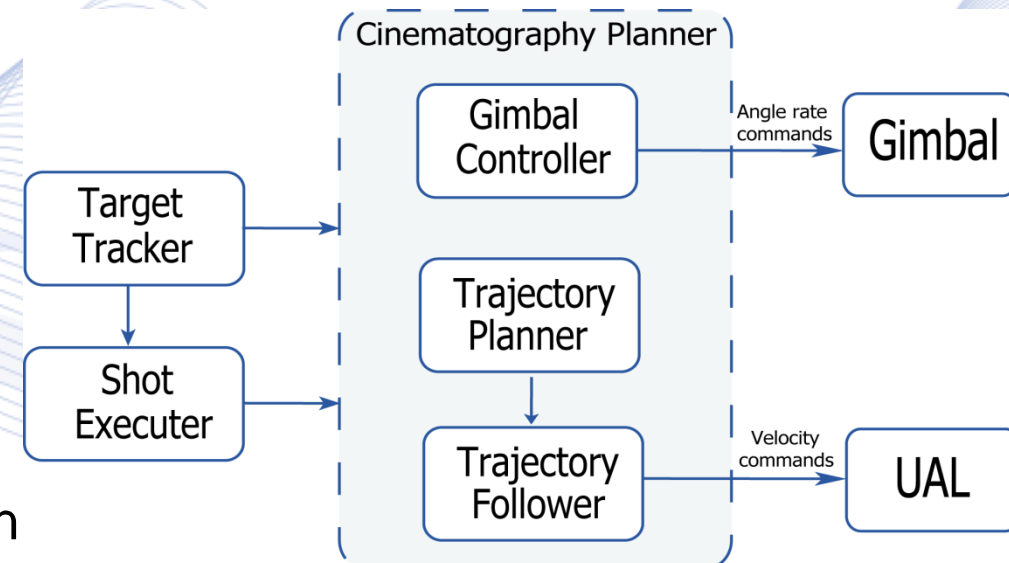 Cinematography Planner
Gimbal
Controller
Angle rate
commands
Gimbal
Target
Tracker
Trajectory
Planner
Shot
Executer
Trajectory
Follower
Velocity
commands
UAL
n